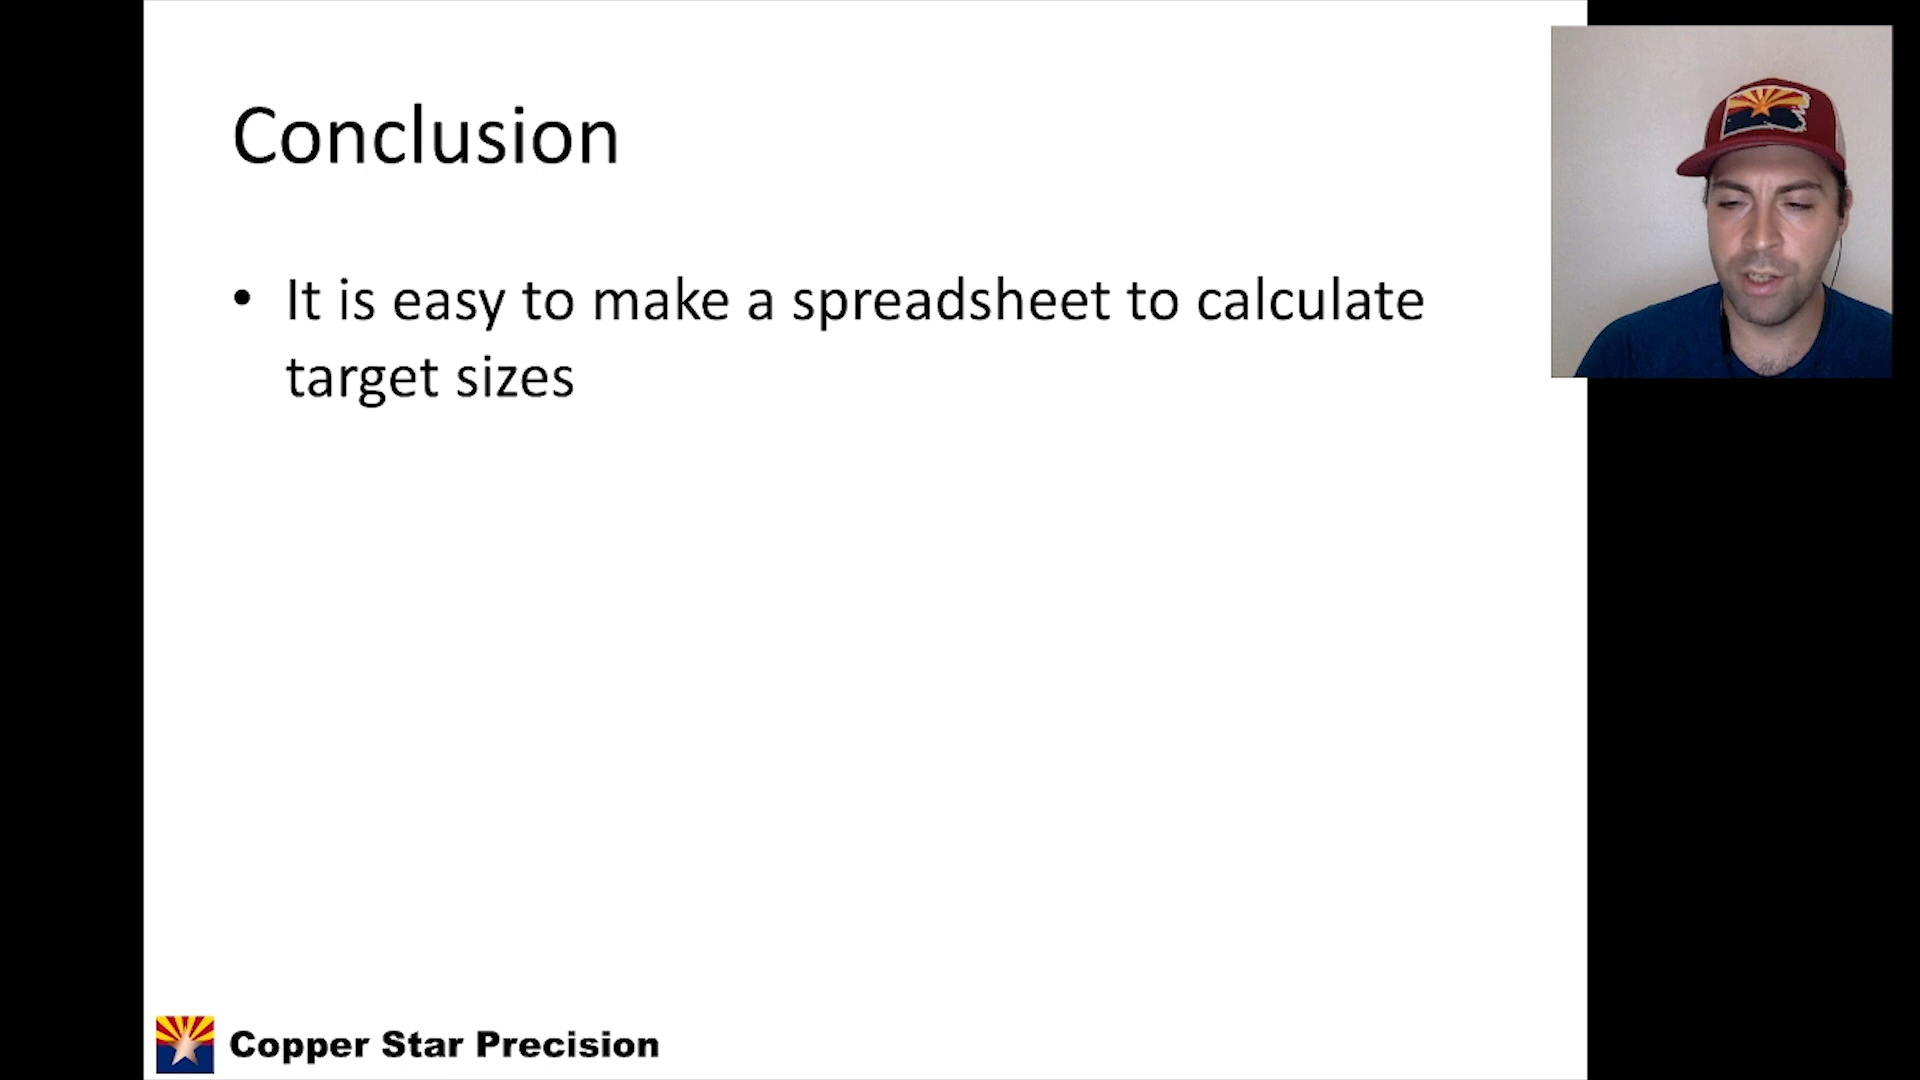 Conclusion
• It is easy to make a spreadsheet to calculate
target sizes
Copper Star Precision